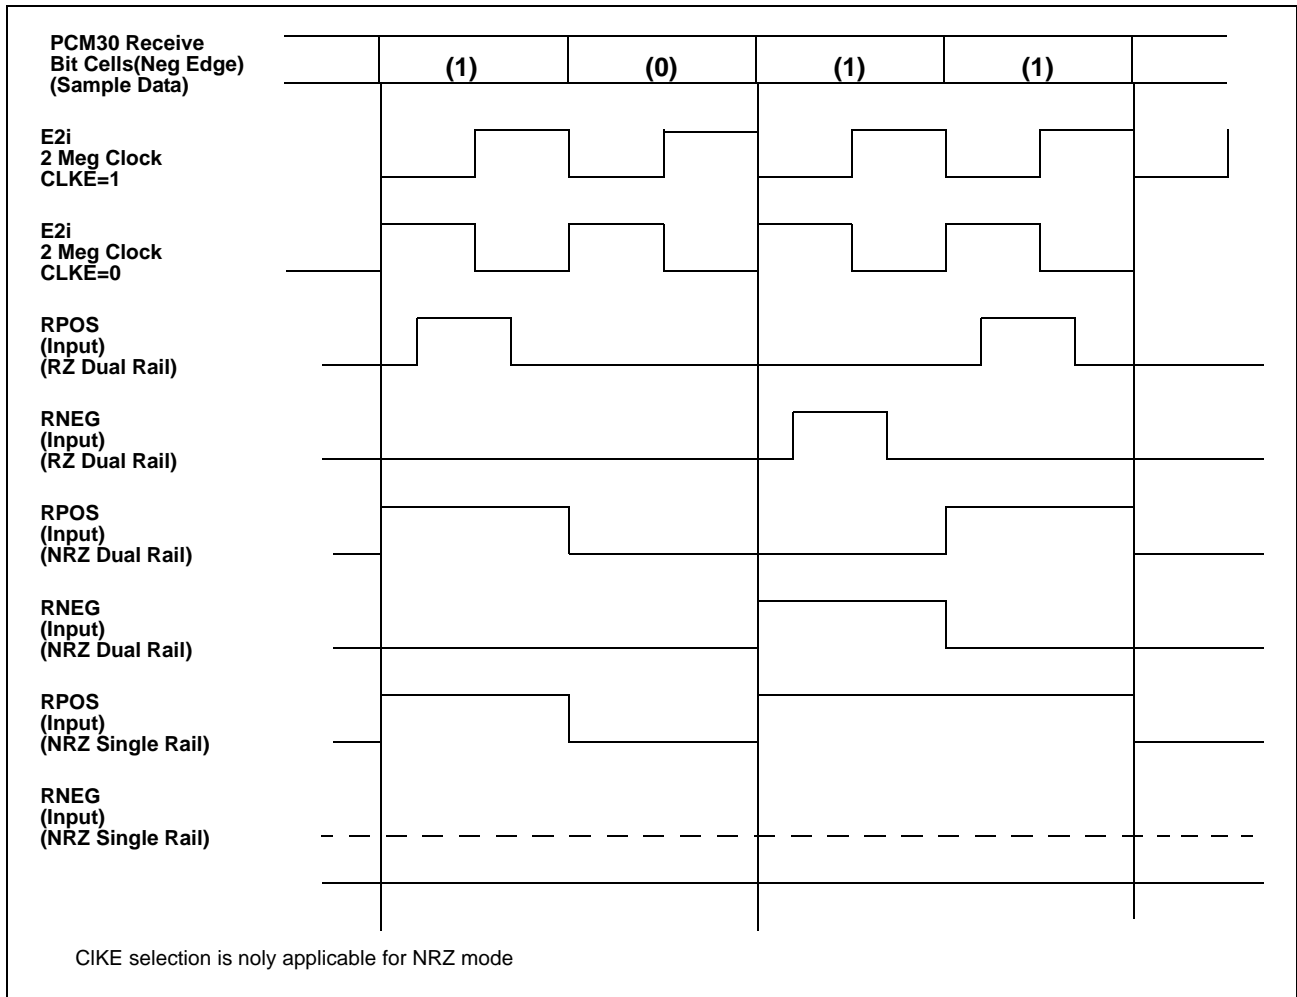 PCM30 Receive
Bit Cells(Neg Edge)
(Sample Data)
(1)
(0)
(1)
(1)
E2i
2 Meg Clock
CLKE=1
E2i
2 Meg Clock
CLKE=0
RPOS
(Input)
(RZ Dual Rail)
RNEG
(Input)
(RZ Dual Rail)
RPOS
(Input)
(NRZ Dual Rail)
RNEG
(Input)
(NRZ Dual Rail)
RPOS
(Input)
(NRZ Single Rail)
RNEG
(Input)
(NRZ Single Rail)
ClKE selection is noly applicable for NRZ mode